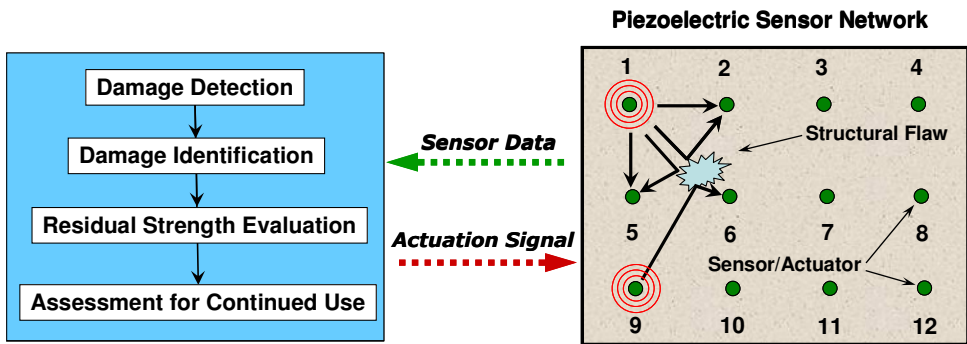 Piezoelectric Sensor Network
Damage Detection
Damage Identification
Residual Strength Evaluation
Assessment for Continued Use
Sensor Data
Actuation Signal
1 2 3 4
Structural Flaw
5 6 7 8
Sensor/Actuator
9 10 11 12